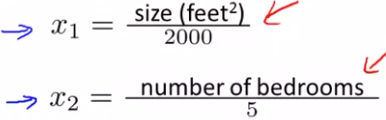 → x₁ = size (feet²) / 2000
→ x₂ = number of bedrooms / 5